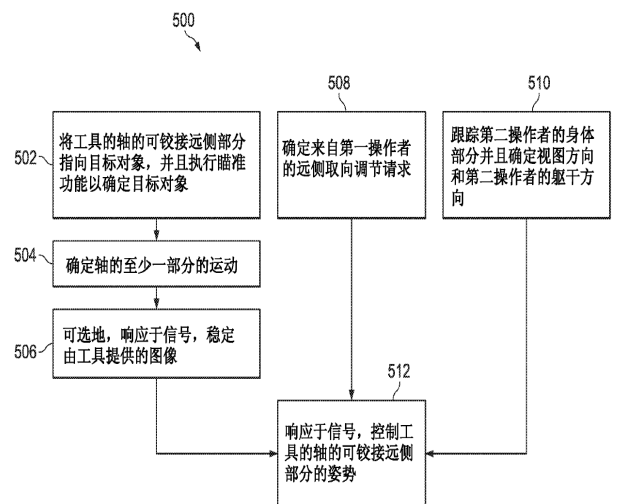 500
508
510
502
将工具的轴的可铰接远侧部分
指向目标对象，并且执行瞄准
功能以确定目标对象
确定来自第一操作者
的远侧取向调节请求
跟踪第二操作者的身体
部分并且确定视图方向
和第二操作者的躯干方
向
504
确定轴的至少一部分的运动
506
可选地，响应于信号，稳定
由工具提供的图像
512
响应于信号，控制工
具的轴的可铰接远侧
部分的姿势